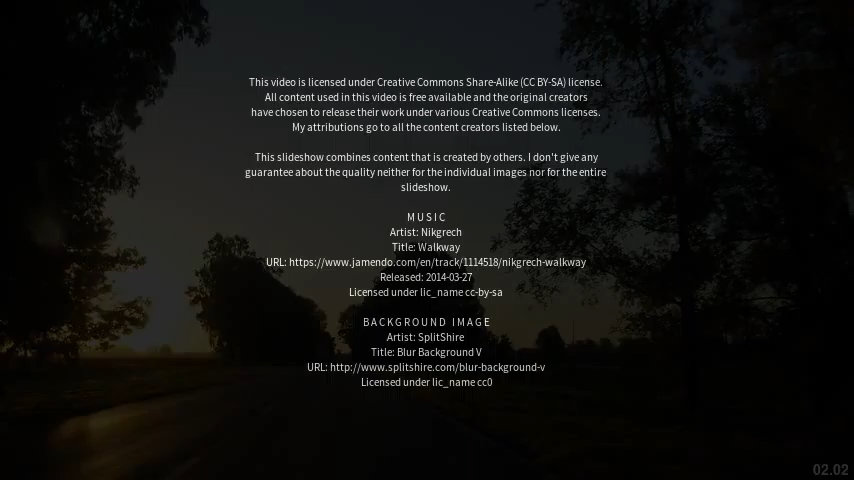 This video is licensed under Creative Commons Share-Alike (CC BY-SA) license.
All content used in this video is free available and the original creators
have chosen to release their work under various Creative Commons licenses.
My attributions go to all the content creators listed below.
This slideshow combines content that is created by others. I don't give any
guarantee about the quality neither for the individual images nor for the entire
slideshow.
MUSIC
Artist: Nikgrech
Title: Walkway
URL: https://www.jamendo.com/en/track/1114518/nikgrech-walkway
Released: 2014-03-27
Licensed under lic_name cc-by-sa
BACKGROUND IMAGE
Artist: SplitShire
Title: Blur Background V
URL: http://www.splitshire.com/blur-background-v
Licensed under lic_name cc0
02.02